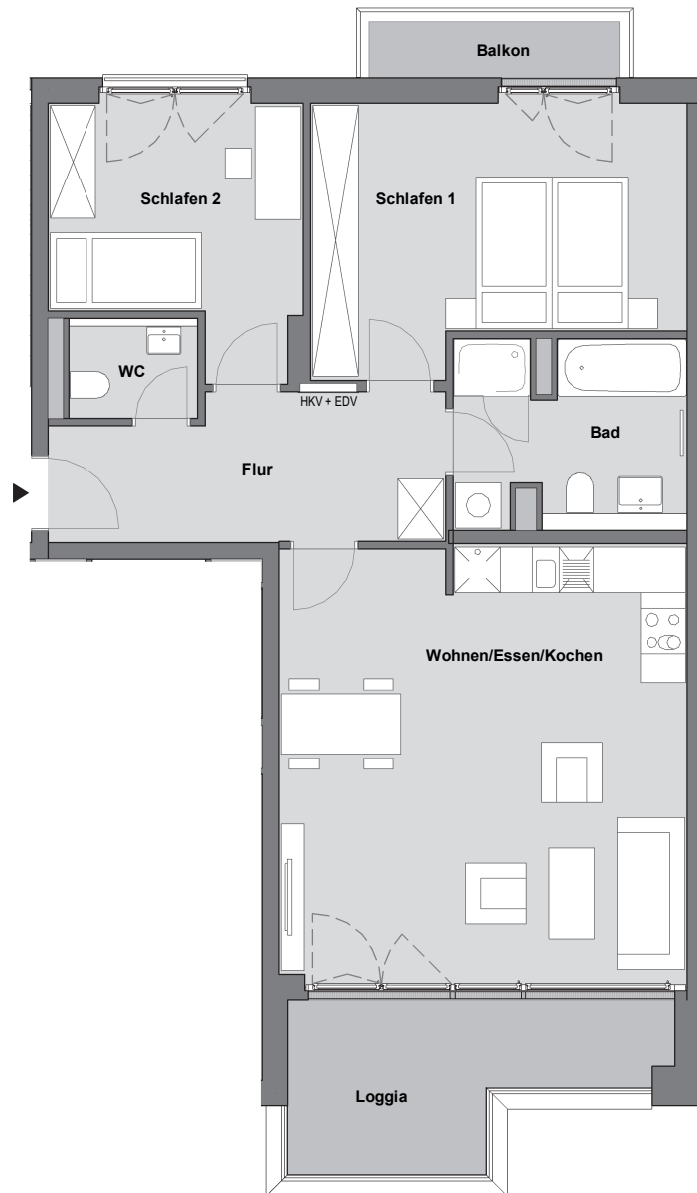 Balkon
Schlafen 2
Schlafen 1
WC
HKV + EDV
Bad
Flur
Wohnen/Essen/Kochen
Loggia